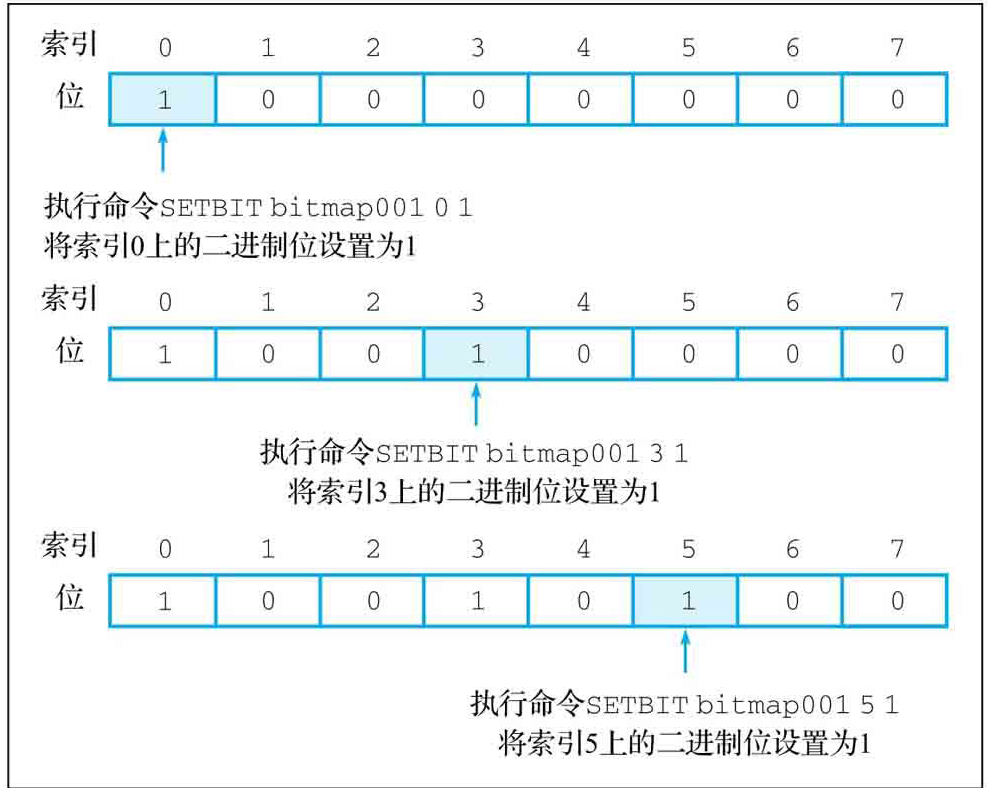 索引 0 1 2 3 4 5 6 7
位 1 0 0 0 0 0 0 0
执行命令SETBIT bitmap001 0 1
将索引0上的二进制位设置为1
索引 0 1 2 3 4 5 6 7
位 1 0 0 1 0 0 0 0
执行命令SETBIT bitmap001 3 1
将索引3上的二进制位设置为1
索引 0 1 2 3 4 5 6 7
位 1 0 0 1 0 1 0 0
执行命令SETBIT bitmap001 5 1
将索引5上的二进制位设置为1